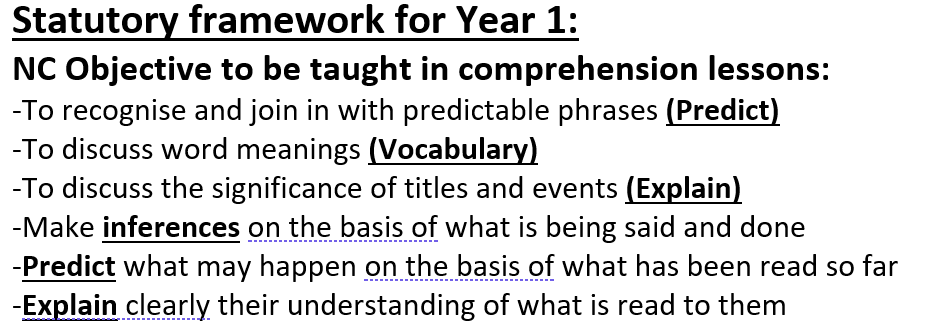 Statutory framework for Year 1:
NC Objective to be taught in comprehension lessons:
-To recognise and join in with predictable phrases (Predict)
-To discuss word meanings (Vocabulary)
-To discuss the significance of titles and events (Explain)
-Make inferences on the basis of what is being said and done
-Predict what may happen on the basis of what has been read so far
-Explain clearly their understanding of what is read to them